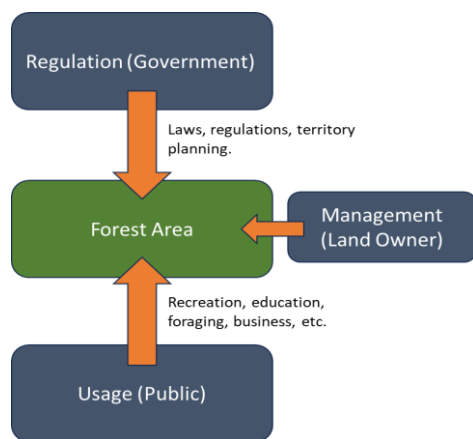 Regulation (Government)
Laws, regulations, territory
planning.
Forest Area
Management
(Land Owner)
Recreation, education,
foraging, business, etc.
Usage (Public)